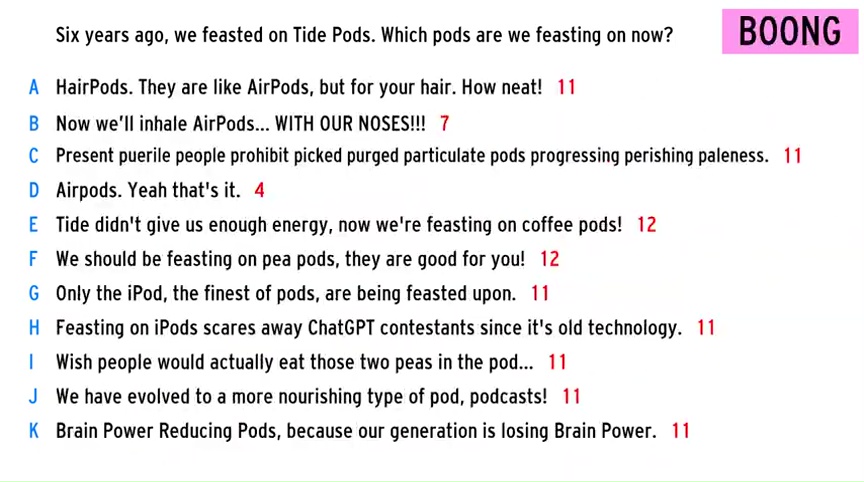 Six years ago, we feasted on Tide Pods. Which pods are we feasting on now?
BOONG
A HairPods. They are like AirPods, but for your hair. How neat! 11
B Now we'll inhale AirPods... WITH OUR NOSES!!! 7
C Present puerile people prohibit picked purged particulate pods progressing perishing paleness. 11
D Airpods. Yeah that's it. 4
E Tide didn't give us enough energy, now we're feasting on coffee pods! 12
F We should be feasting on pea pods, they are good for you! 12
G Only the iPod, the finest of pods, are being feasted upon. 11
H Feasting on iPods scares away ChatGPT contestants since it's old technology. 11
I Wish people would actually eat those two peas in the pod... 11
J We have evolved to a more nourishing type of pod, podcasts! 11
K Brain Power Reducing Pods, because our generation is losing Brain Power. 11